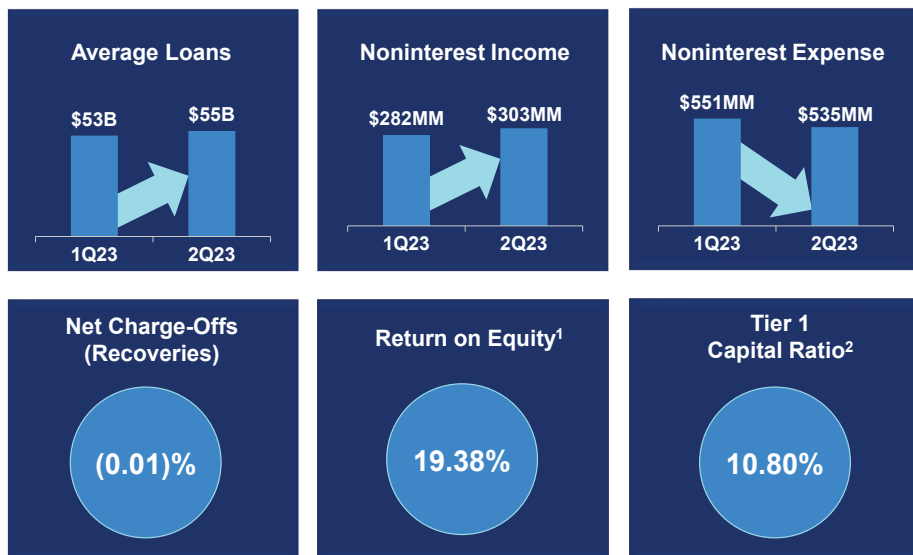 Average Loans
$53B
$55B
1Q23
2Q23
Noninterest Income
$282MM
$303MM
1Q23
2Q23
Noninterest Expense
$551MM
$535MM
1Q23
2Q23
Net Charge-Offs
(Recoveries)
(0.01)%
Return on Equity¹
19.38%
Tier 1
Capital Ratio²
10.80%